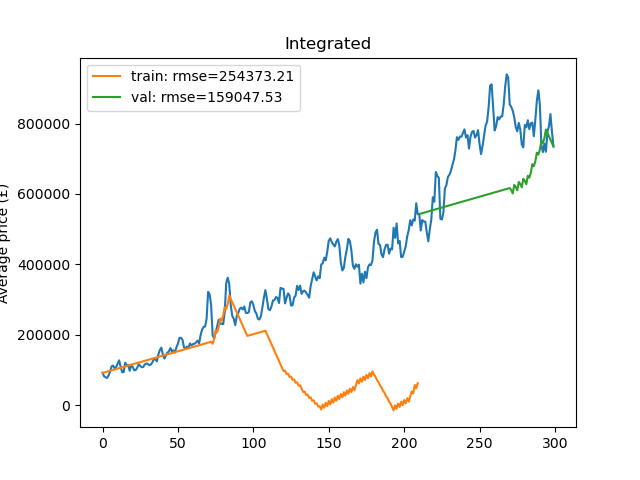 Integrated
train: rmse=254373.21
val: rmse=159047.53
800000
600000
400000
200000
0
Average price (£)
0 50 100 150 200 250 300